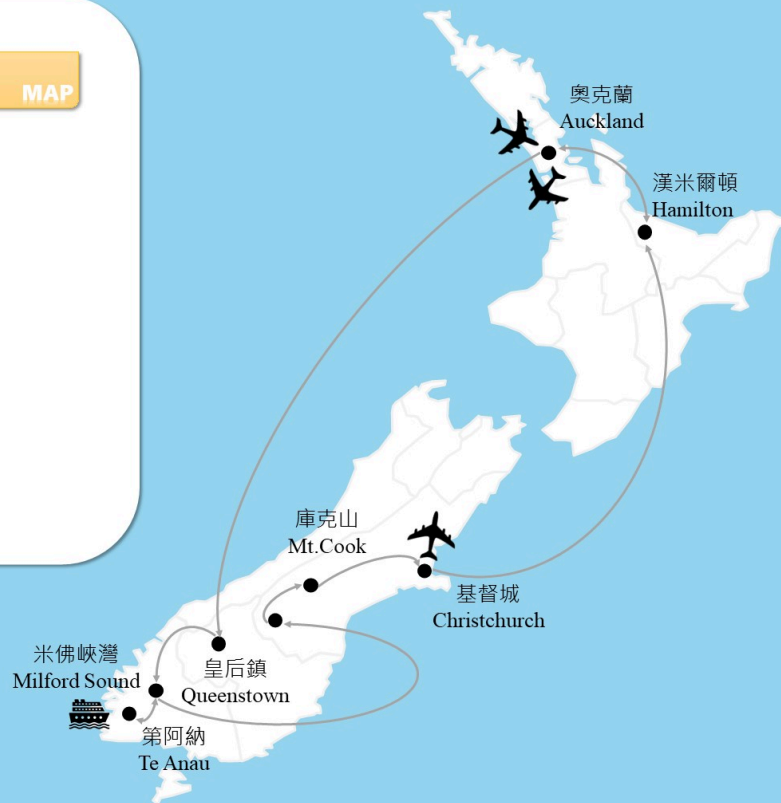 MAP
奧克蘭
Auckland
漢米爾頓
Hamilton
庫克山
Mt.Cook
基督城
Christchurch
米佛峽灣
Milford Sound
皇后鎮
Queenstown
第阿納
Te Anau